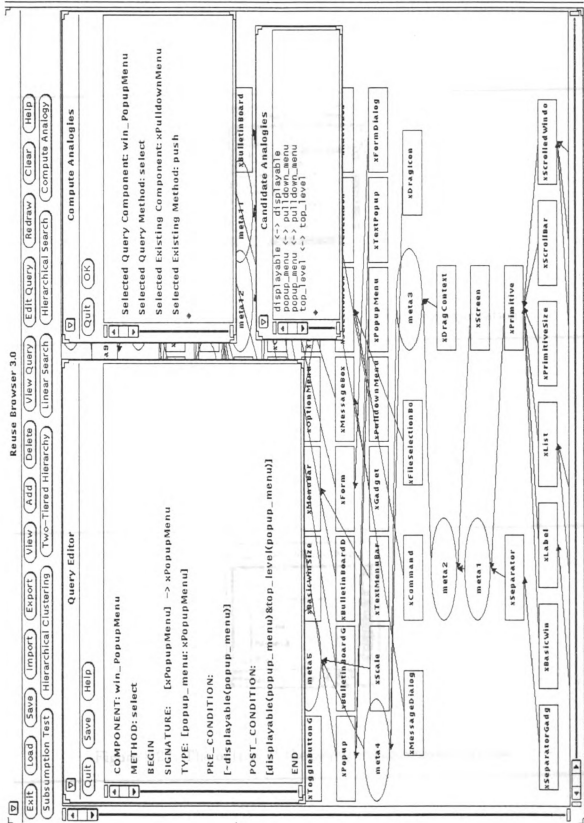 Reuse Browser 3.0
Exit Load Save Import Export View Add Delete View Query Edit Query Redraw Clear Help
Subsumption Test Hierarchical Clustering Two-Tiered Hierarchy Linear Search Hierarchical Search Compute Analogy
Query Editor
Quit Save Help
COMPONENT: win_PopupMenu
METHOD: select
BEGIN
SIGNATURE: [xPopupMenu] -> xPopupMenu
TYPE: [popup_menu: xPopupMenu]
PRE_CONDITION:
[~displayable(popup_menu)]
POST_CONDITION:
[displayable(popup_menu)&top_level(popup_menu)]
END
Compute Analogies
Quit OK
Selected Query Component: win_PopupMenu
Selected Query Method: select
Selected Existing Component: xPulldownMenu
Selected Existing Method: push
Candidate Analogies
displayable <-> displayable
popup_menu <-> pulldown_menu
popup_menu <-> pulldown_menu
top_level <-> top_level
meta12 meta11 xBulletinBoard
xToggleButtonG meta5 xBasicWinSize xMenuBar xOptionMenu
xPopup xBulletinBoardG xBulletinBoardD xForm xMessageBox
meta4 xScale xTextMenuBar xGadget xPulldownMenu xPopupMenu xTextPopup xFormDialog
xMessageDialog xCommand xFileSelectionBo meta3 xDragIcon
meta2 xDragContext
meta1 xScreen
xSeparator xPrimitive
xSeparatorGadg xBasicWin xLabel xList xPrimitiveSize xScrollBar xScrolledWindo